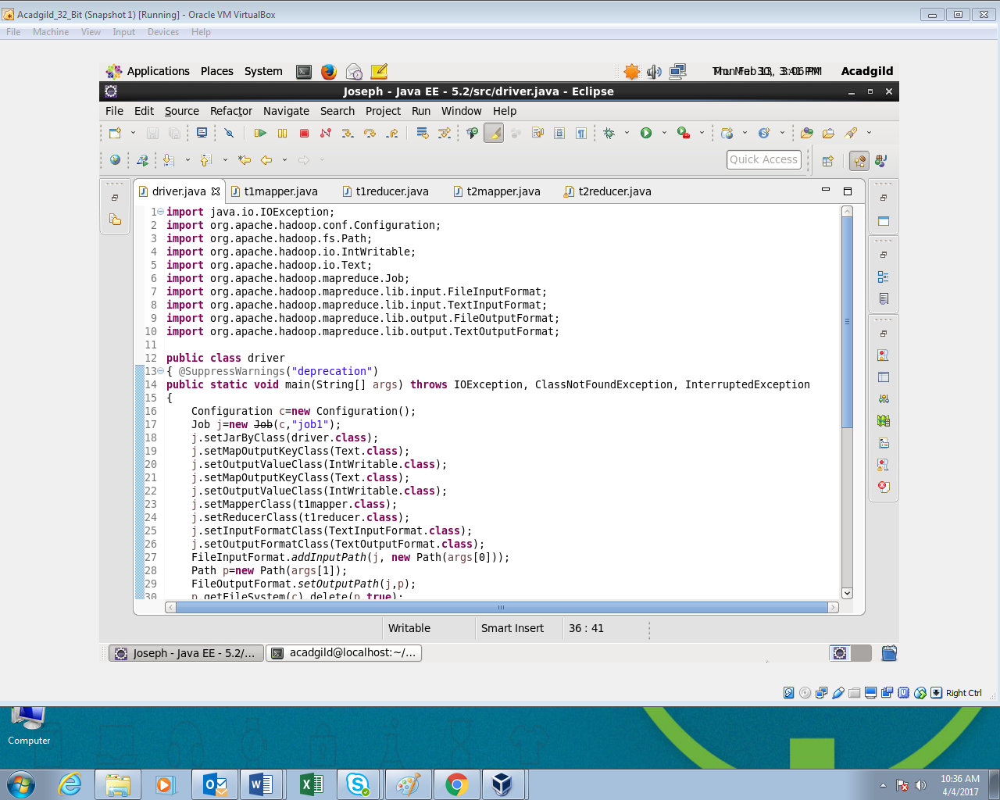 Acadgild_32_Bit (Snapshot 1) [Running] - Oracle VM VirtualBox
File Machine View Input Devices Help
Applications Places System Acadgild
Joseph - Java EE - 5.2/src/driver.java - Eclipse
File Edit Source Refactor Navigate Search Project Run Window Help
Quick Access
driver.java t1mapper.java t1reducer.java t2mapper.java t2reducer.java
1 import java.io.IOException;
2 import org.apache.hadoop.conf.Configuration;
3 import org.apache.hadoop.fs.Path;
4 import org.apache.hadoop.io.IntWritable;
5 import org.apache.hadoop.io.Text;
6 import org.apache.hadoop.mapreduce.Job;
7 import org.apache.hadoop.mapreduce.lib.input.FileInputFormat;
8 import org.apache.hadoop.mapreduce.lib.input.TextInputFormat;
9 import org.apache.hadoop.mapreduce.lib.output.FileOutputFormat;
10 import org.apache.hadoop.mapreduce.lib.output.TextOutputFormat;
11
12 public class driver
13 { @SuppressWarnings("deprecation")
14 public static void main(String[] args) throws IOException, ClassNotFoundException, InterruptedException
15 {
16 Configuration c=new Configuration();
17 Job j=new Job(c,"job1");
18 j.setJarByClass(driver.class);
19 j.setMapOutputKeyClass(Text.class);
20 j.setOutputValueClass(IntWritable.class);
21 j.setMapOutputKeyClass(Text.class);
22 j.setOutputValueClass(IntWritable.class);
23 j.setMapperClass(t1mapper.class);
24 j.setReducerClass(t1reducer.class);
25 j.setInputFormatClass(TextInputFormat.class);
26 j.setOutputFormatClass(TextOutputFormat.class);
27 FileInputFormat.addInputPath(j, new Path(args[0]));
28 Path p=new Path(args[1]);
29 FileOutputFormat.setOutputPath(j,p);
30 p.getFileSystem(c).delete(p,true);
Writable Smart Insert 36 : 41
Joseph - Java EE - 5.2/... acadgild@localhost:~/...
Right Ctrl
Computer
10:36 AM
4/4/2017